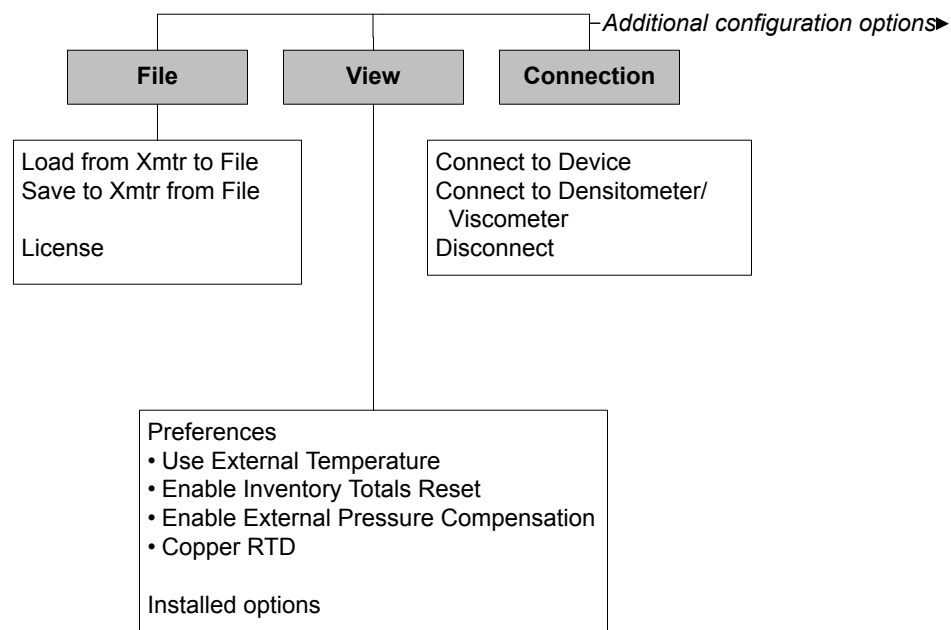 Additional configuration options
File
View
Connection
Load from Xmtr to File
Save to Xmtr from File
License
Connect to Device
Connect to Densitometer/
Viscometer
Disconnect
Preferences
• Use External Temperature
• Enable Inventory Totals Reset
• Enable External Pressure Compensation
• Copper RTD
Installed options